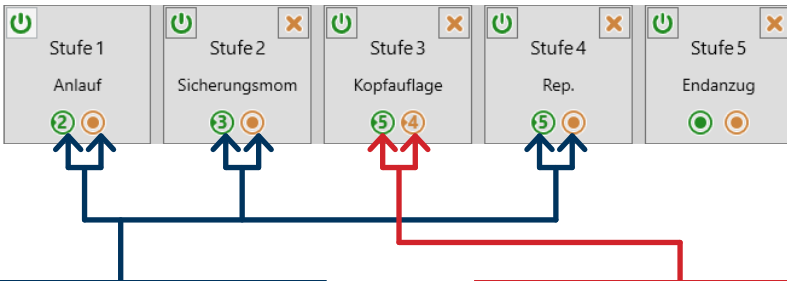 Stufe 1
Anlauf
2
Stufe 2
Sicherungsmom
3
Stufe 3
Kopfauflage
5 4
Stufe 4
Rep.
5
Stufe 5
Endanzug